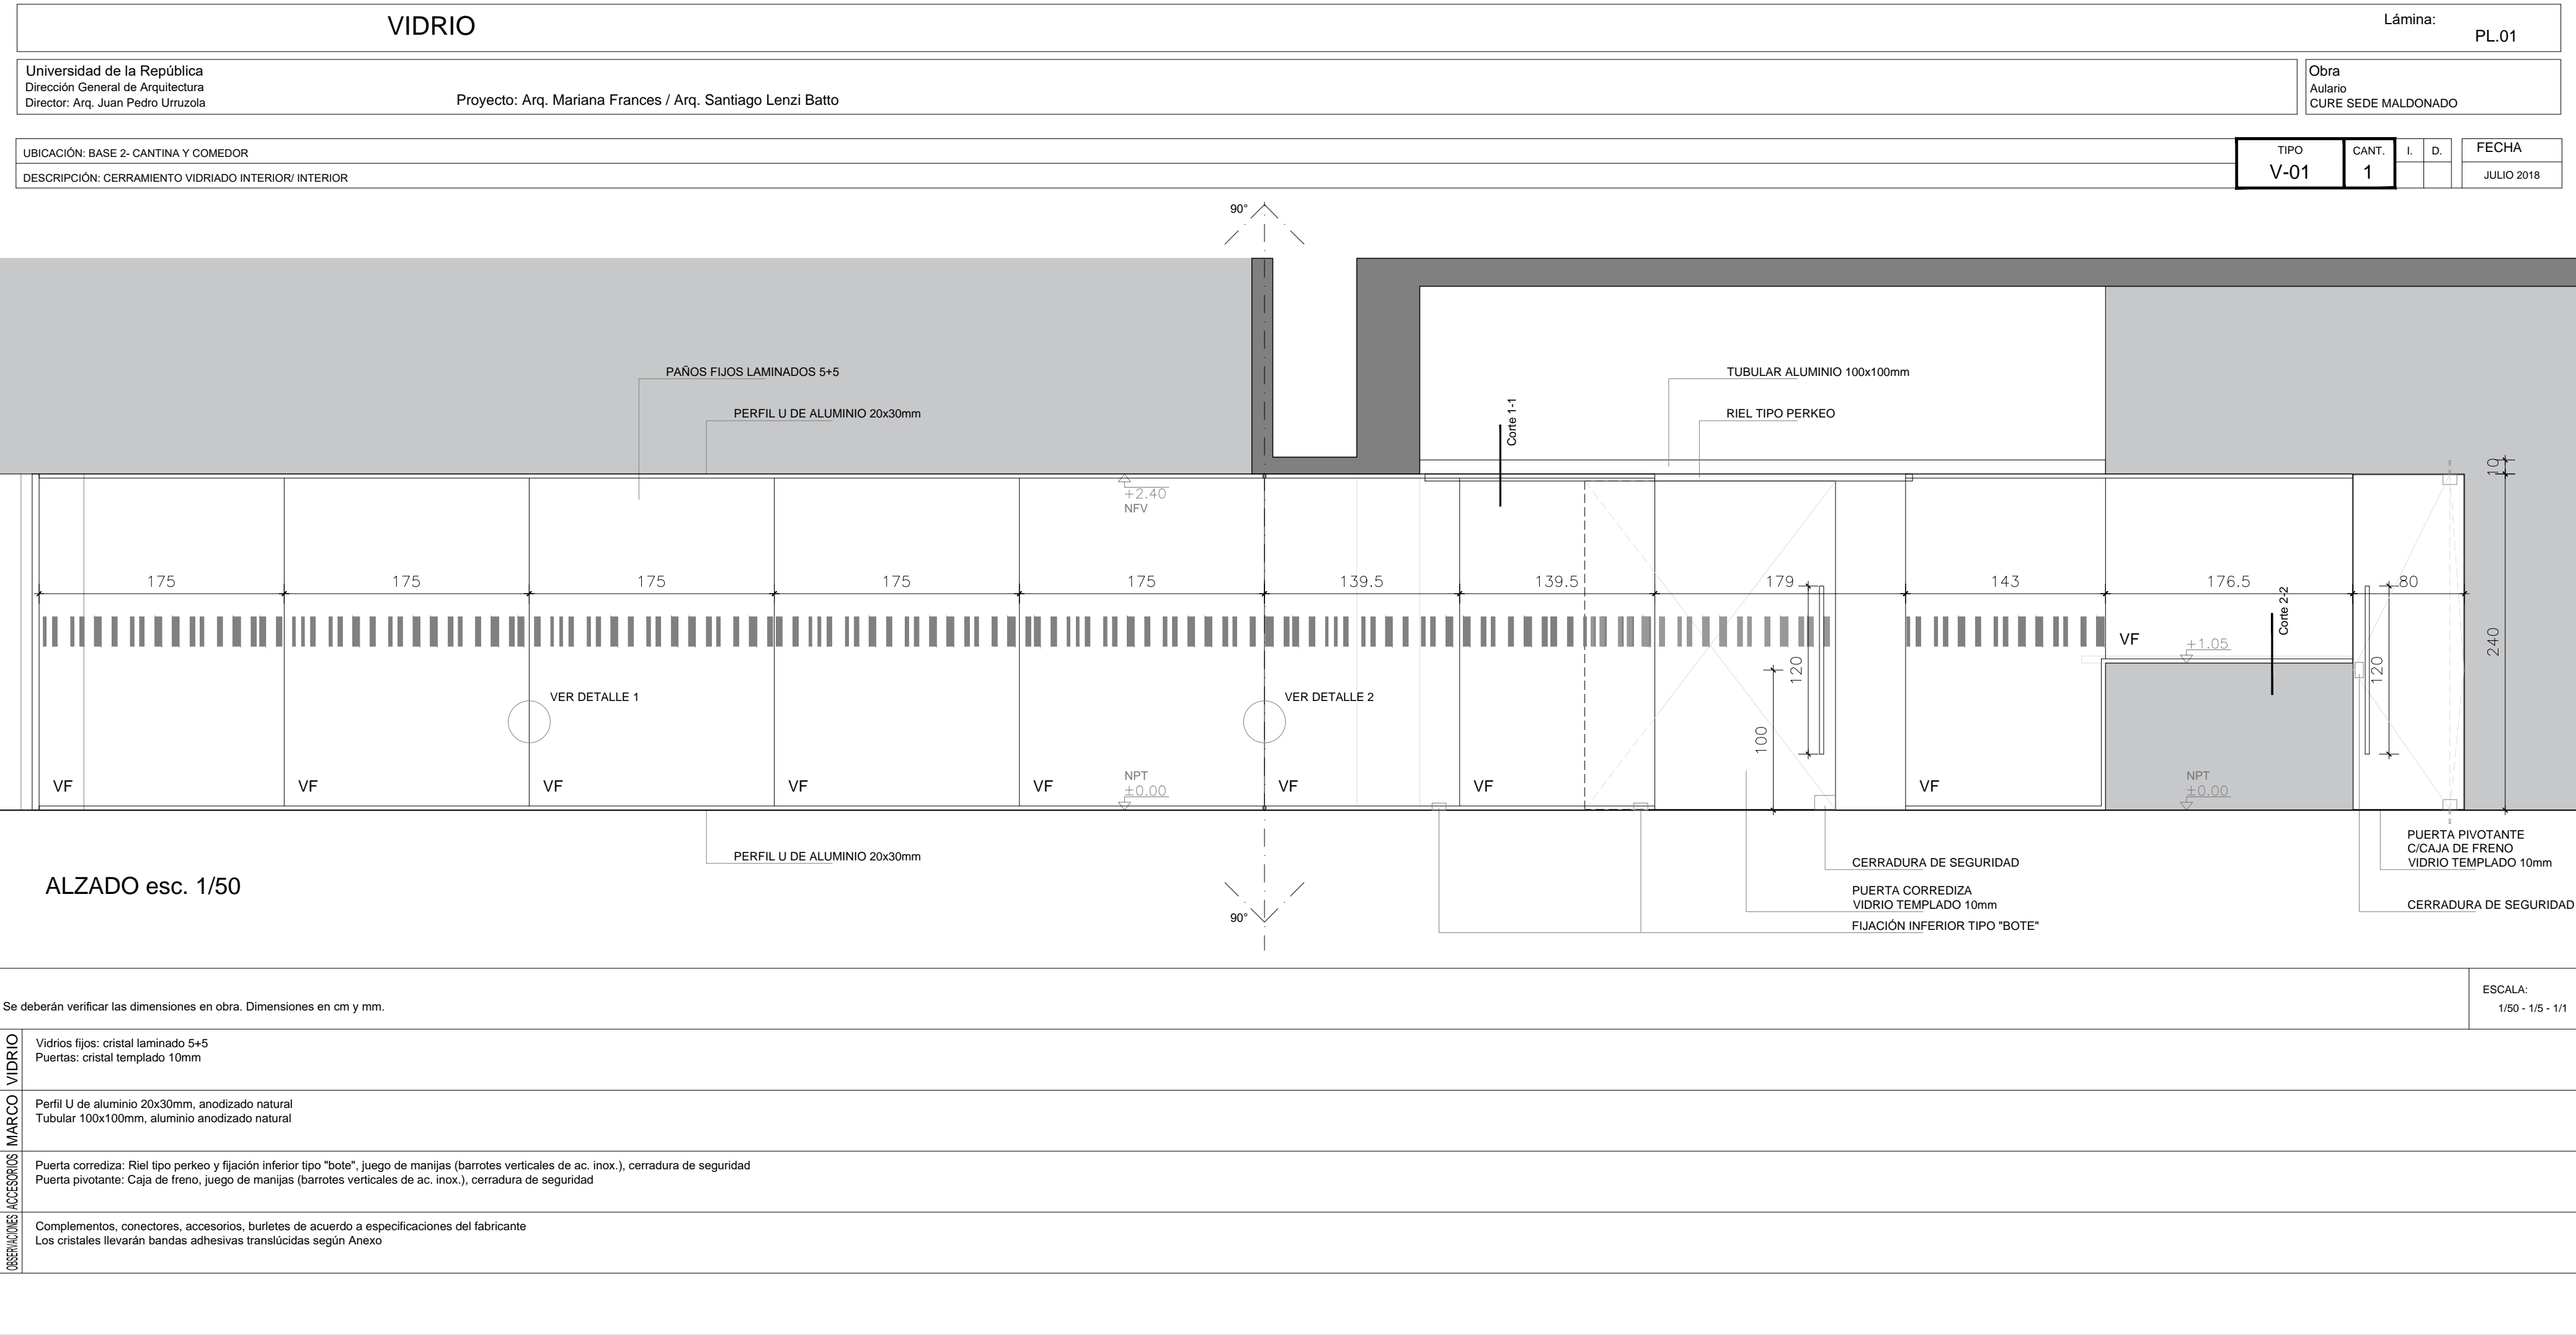 VIDRIO
Lámina:
PL.01
Universidad de la República
Dirección General de Arquitectura
Director: Arq. Juan Pedro Urruzola
Proyecto: Arq. Mariana Frances / Arq. Santiago Lenzi Batto
Obra
Aulario
CURE SEDE MALDONADO
UBICACIÓN: BASE 2- CANTINA Y COMEDOR
DESCRIPCIÓN: CERRAMIENTO VIDRIADO INTERIOR/ INTERIOR
TIPO
V-01
CANT.
1
I.
D.
FECHA
JULIO 2018
90°
PAÑOS FIJOS LAMINADOS 5+5
PERFIL U DE ALUMINIO 20x30mm
TUBULAR ALUMINIO 100x100mm
RIEL TIPO PERKEO
Corte 1-1
+2.40
NFV
10
175
175
175
175
175
139.5
139.5
179
143
176.5
80
Corte 2-2
VF
+1.05
120
120
240
100
VER DETALLE 1
VER DETALLE 2
VF
VF
VF
VF
VF
VF
VF
VF
NPT
±0.00
NPT
±0.00
PERFIL U DE ALUMINIO 20x30mm
ALZADO esc. 1/50
90°
CERRADURA DE SEGURIDAD
PUERTA CORREDIZA
VIDRIO TEMPLADO 10mm
FIJACIÓN INFERIOR TIPO "BOTE"
PUERTA PIVOTANTE
C/CAJA DE FRENO
VIDRIO TEMPLADO 10mm
CERRADURA DE SEGURIDAD
Se deberán verificar las dimensiones en obra. Dimensiones en cm y mm.
ESCALA:
1/50 - 1/5 - 1/1
VIDRIO
Vidrios fijos: cristal laminado 5+5
Puertas: cristal templado 10mm
MARCO
Perfil U de aluminio 20x30mm, anodizado natural
Tubular 100x100mm, aluminio anodizado natural
ACCESORIOS
Puerta corrediza: Riel tipo perkeo y fijación inferior tipo "bote", juego de manijas (barrotes verticales de ac. inox.), cerradura de seguridad
Puerta pivotante: Caja de freno, juego de manijas (barrotes verticales de ac. inox.), cerradura de seguridad
OBSERVACIONES
Complementos, conectores, accesorios, burletes de acuerdo a especificaciones del fabricante
Los cristales llevarán bandas adhesivas translúcidas según Anexo